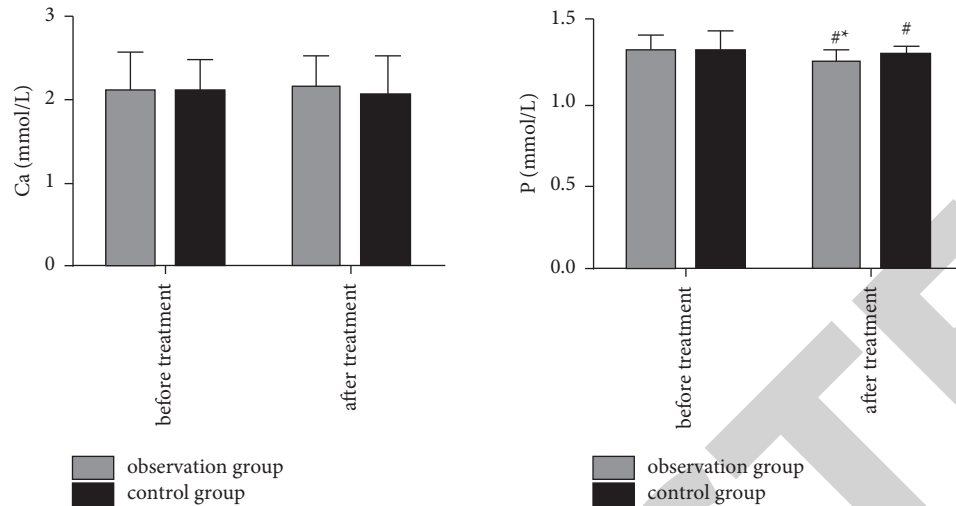 3
2
1
0
Ca (mmol/L)
before treatment
after treatment
observation group
control group
1.5
1.0
0.5
0.0
P (mmol/L)
#*
#
before treatment
after treatment
observation group
control group